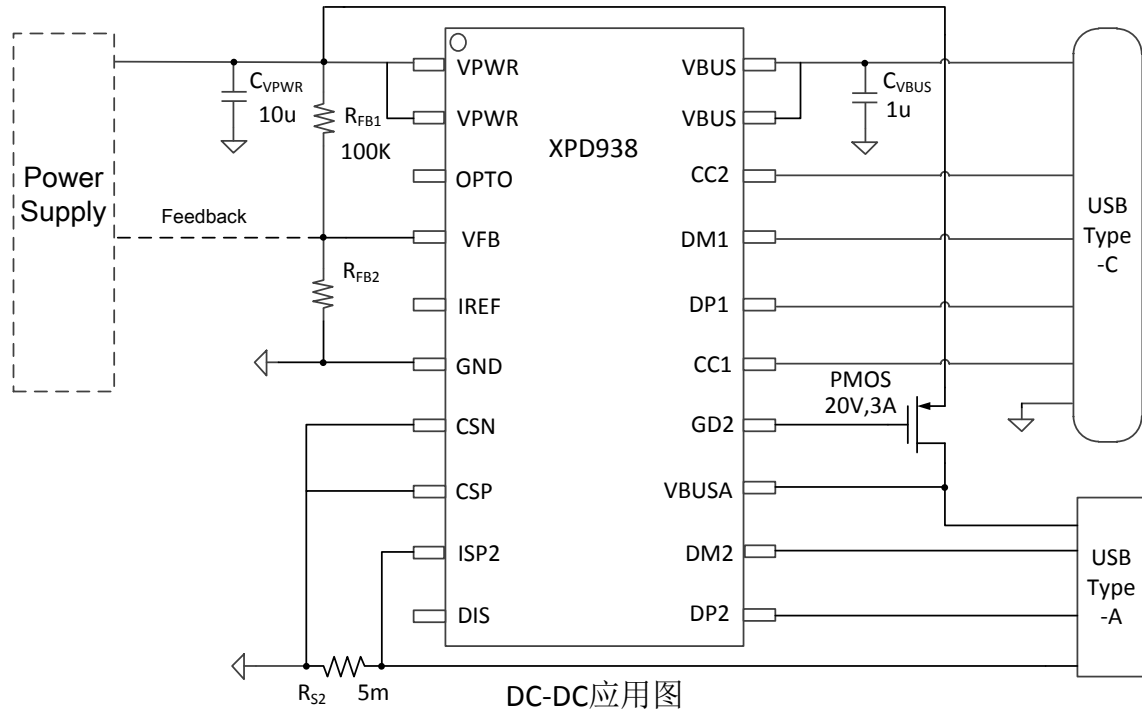 Power
Supply
Feedback
C_VPWR
10u
R_FB1
100K
R_FB2
XPD938
VPWR
VPWR
OPTO
VFB
IREF
GND
CSN
CSP
ISP2
DIS
VBUS
VBUS
CC2
DM1
DP1
CC1
GD2
VBUSA
DM2
DP2
C_VBUS
1u
PMOS
20V,3A
USB
Type
-C
USB
Type
-A
R_S2 5m
DC-DC应用图